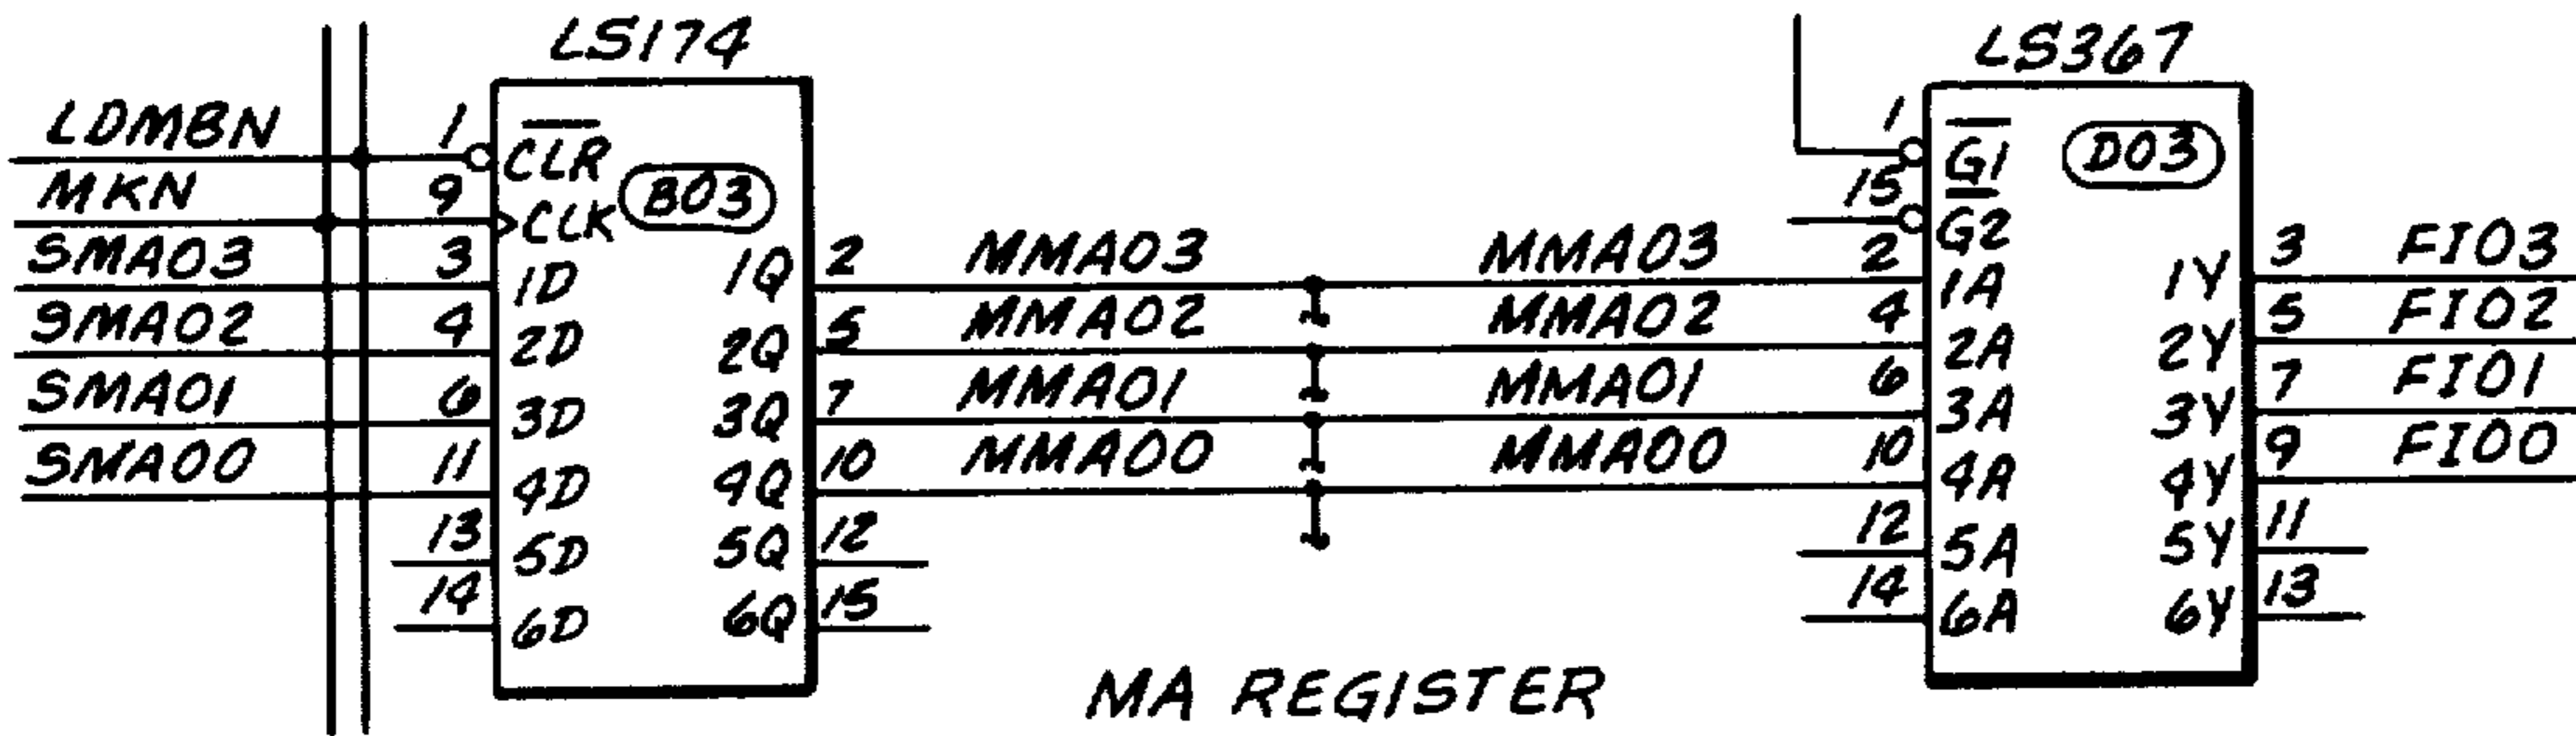 LS174
LS367
LDMBN 1 CLR
B03
MKN 9 CLK
SMA03 3 1D 1Q 2 MMA03
SMA02 4 2D 2Q 5 MMA02
SMA01 6 3D 3Q 7 MMA01
SMA00 11 4D 4Q 10 MMA00
13 5D 5Q 12
14 6D 6Q 15
1 G1
D03
15 G2
MMA03 2 1A 1Y 3 FI03
MMA02 4 2A 2Y 5 FI02
MMA01 6 3A 3Y 7 FI01
MMA00 10 4A 4Y 9 FI00
12 5A 5Y 11
14 6A 6Y 13
MA REGISTER